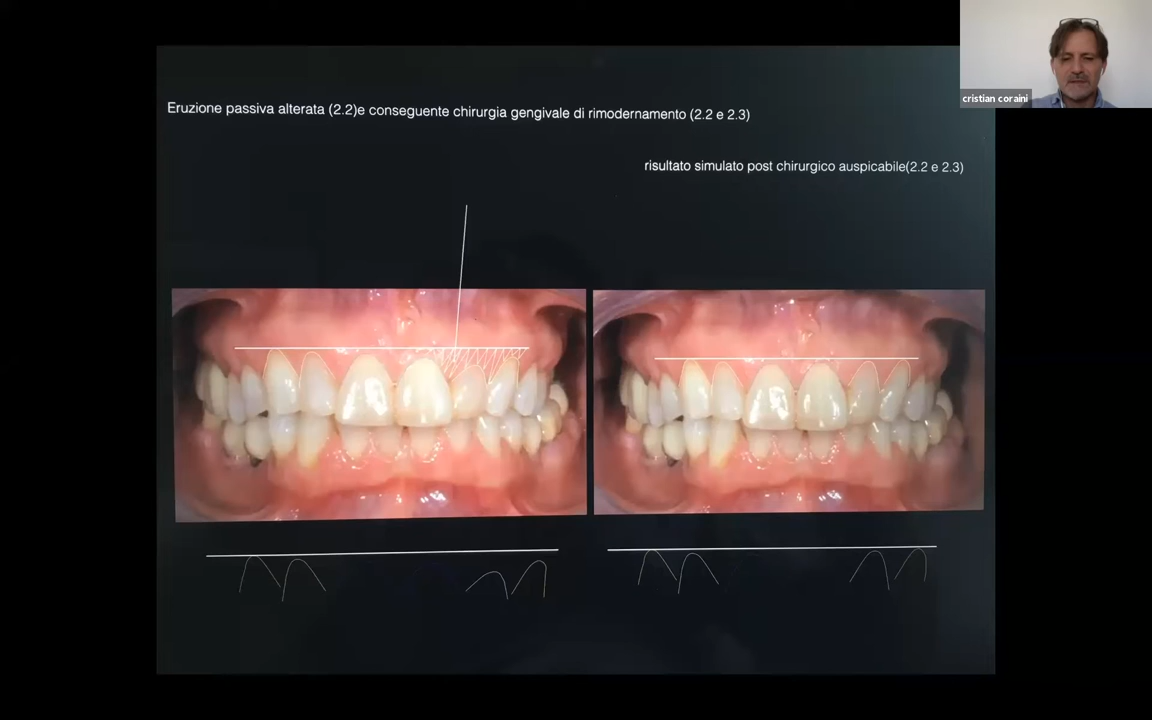 cristian coraini
Eruzione passiva alterata (2.2)e conseguente chirurgia gengivale di rimodernamento (2.2 e 2.3)
risultato simulato post chirurgico auspicabile(2.2 e 2.3)